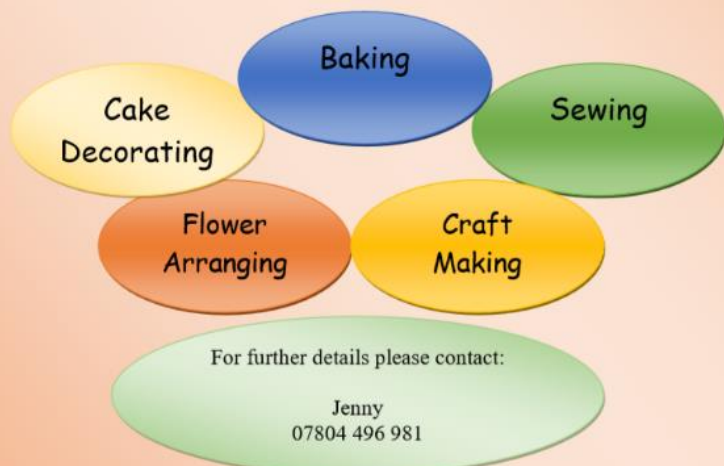 Baking
Cake
Decorating
Sewing
Flower
Arranging
Craft
Making
For further details please contact:
Jenny
07804 496 981